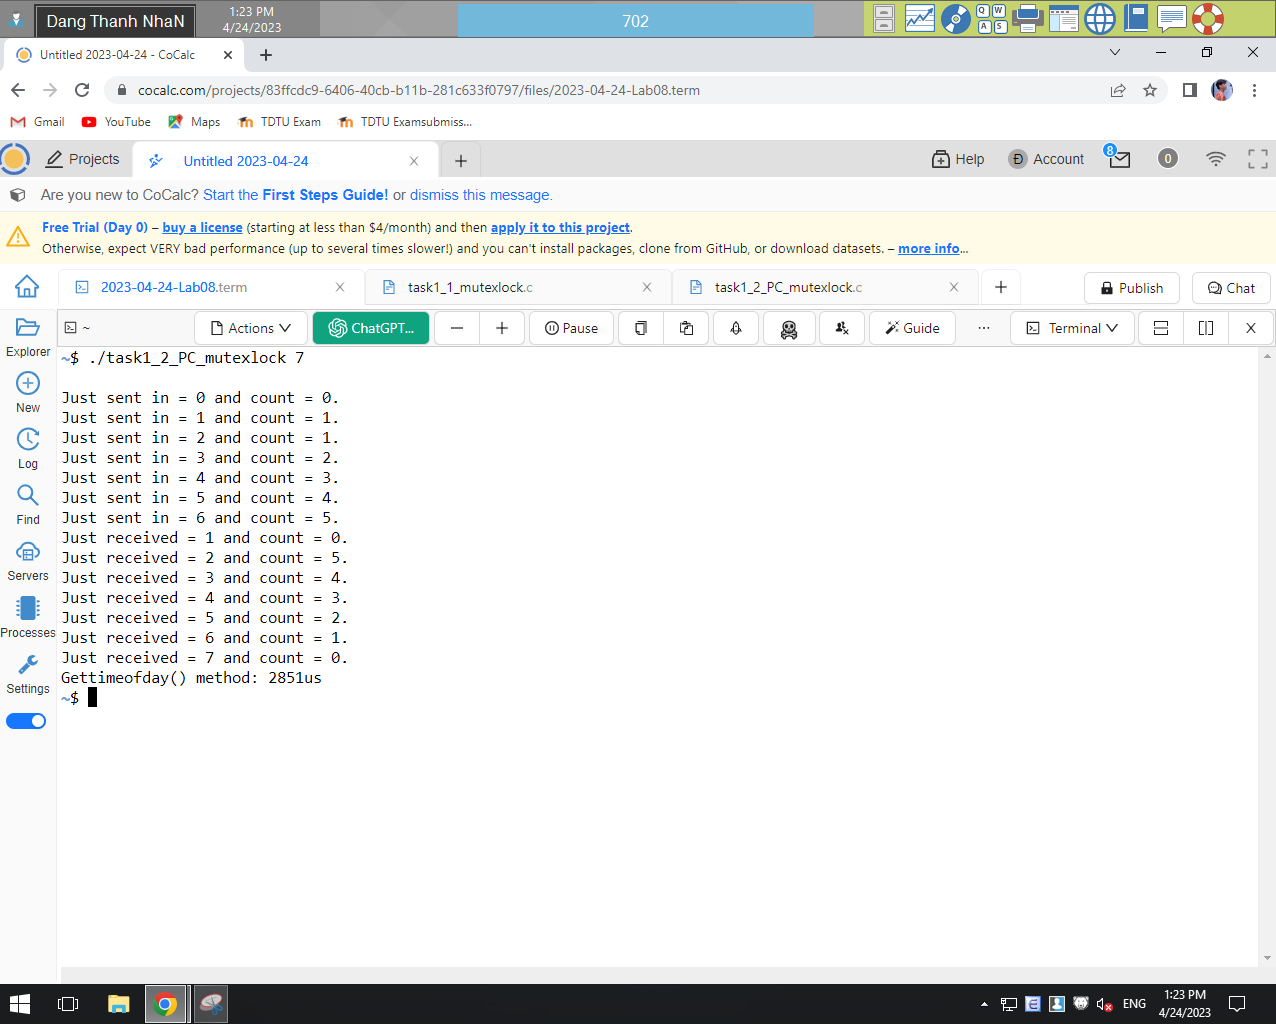 Dang Thanh NhaN
1:23 PM
4/24/2023
702
Q W
A S
Untitled 2023-04-24 - CoCalc
cocalc.com/projects/83ffcdc9-6406-40cb-b11b-281c633f0797/files/2023-04-24-Lab08.term
Gmail YouTube Maps TDTU Exam TDTU Examsubmiss...
Projects Untitled 2023-04-24 Help Account 8 0
Are you new to CoCalc? Start the First Steps Guide! or dismiss this message.
Free Trial (Day 0) – buy a license (starting at less than $4/month) and then apply it to this project.
Otherwise, expect VERY bad performance (up to several times slower!) and you can't install packages, clone from GitHub, or download datasets. – more info...
2023-04-24-Lab08.term task1_1_mutexlock.c task1_2_PC_mutexlock.c Publish Chat
~ Actions ChatGPT... Pause Guide ... Terminal
Explorer
New
Log
Find
Servers
Processes
Settings
~$ ./task1_2_PC_mutexlock 7
Just sent in = 0 and count = 0.
Just sent in = 1 and count = 1.
Just sent in = 2 and count = 1.
Just sent in = 3 and count = 2.
Just sent in = 4 and count = 3.
Just sent in = 5 and count = 4.
Just sent in = 6 and count = 5.
Just received = 1 and count = 0.
Just received = 2 and count = 5.
Just received = 3 and count = 4.
Just received = 4 and count = 3.
Just received = 5 and count = 2.
Just received = 6 and count = 1.
Just received = 7 and count = 0.
Gettimeofday() method: 2851us
~$
ENG
1:23 PM
4/24/2023